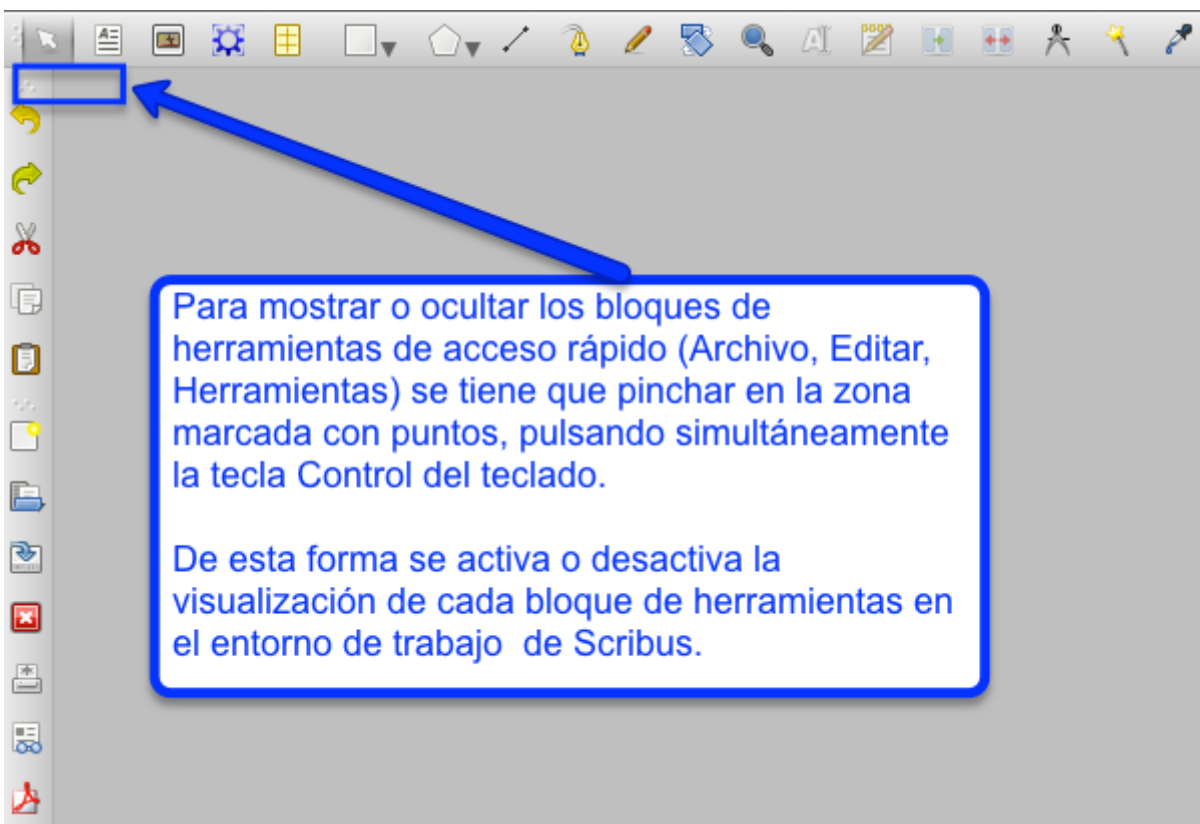 Para mostrar o ocultar los bloques de
herramientas de acceso rápido (Archivo, Editar,
Herramientas) se tiene que pinchar en la zona
marcada con puntos, pulsando simultáneamente
la tecla Control del teclado.
De esta forma se activa o desactiva la
visualización de cada bloque de herramientas en
el entorno de trabajo  de Scribus.